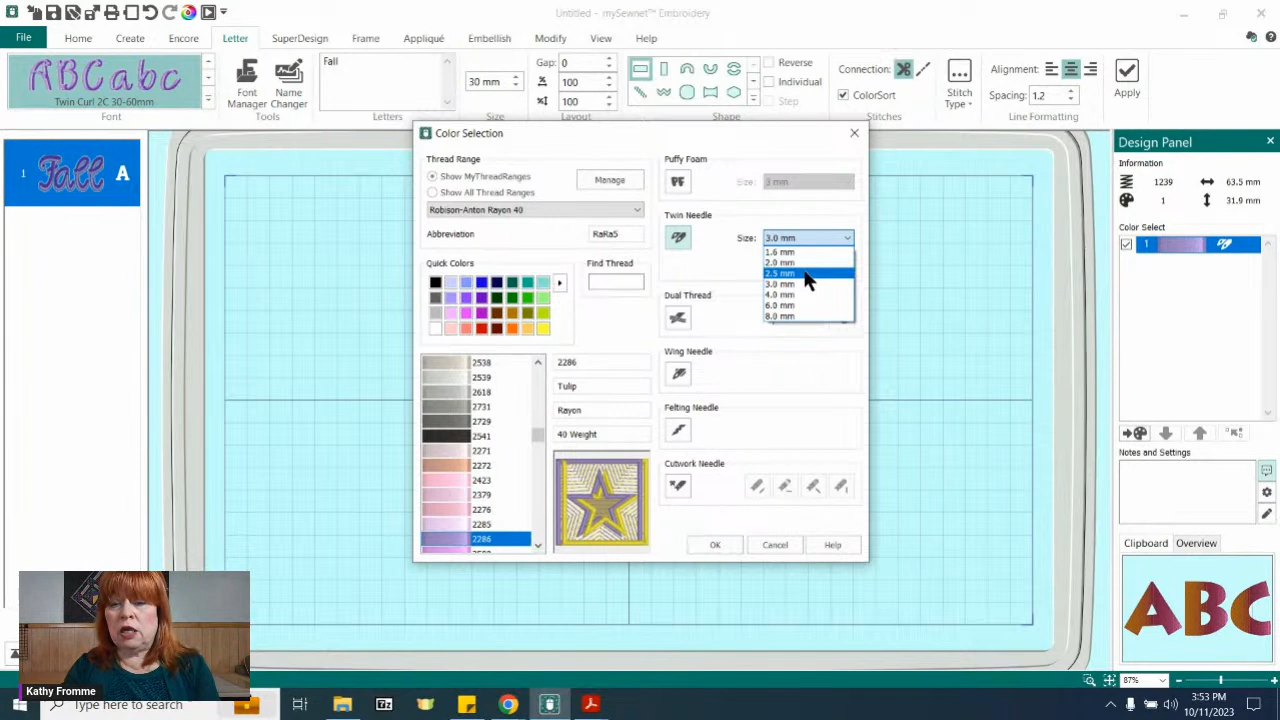 Untitled - mySewnet™ Embroidery
File Home Create Encore Letter SuperDesign Frame Appliqué Embellish Modify View Help
ABCabc
Twin Curl 2C 30-60mm
Font
Font Manager
Name Changer
Tools
Fall
Letters
30 mm
Size
Gap: 0
100
100
Layout
Reverse
Individual
Step
Shape
Connection:
ColorSort
Stitch Type
Stitches
Alignment:
Spacing: 1.2
Line Formatting
Apply
1 Fall A
Color Selection
Thread Range
Show MyThreadRanges
Show All Thread Ranges
Manage
Robison-Anton Rayon 40
Abbreviation RaRa5
Quick Colors
Find Thread
2538
2539
2618
2731
2729
2541
2271
2272
2423
2379
2276
2285
2286
2286
Tulip
Rayon
40 Weight
Puffy Foam
Size: 3 mm
Twin Needle
Size: 3.0 mm
1.6 mm
2.0 mm
2.5 mm
3.0 mm
4.0 mm
6.0 mm
8.0 mm
Dual Thread
Wing Needle
Felting Needle
Cutwork Needle
OK Cancel Help
Design Panel
Information
1239 63.5 mm
1 31.9 mm
Color Select
1
Notes and Settings
Clipboard Overview
ABC
87%
Kathy Fromme
Type here to search
3:53 PM
10/11/2023